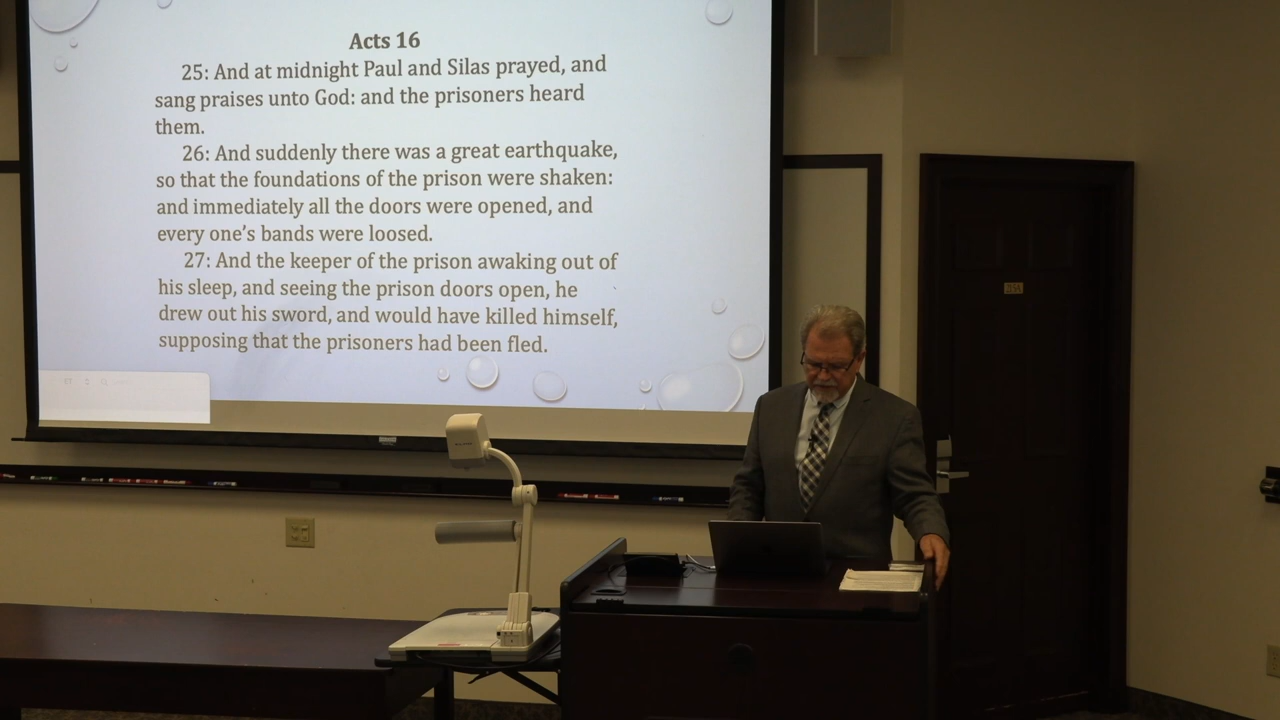 Acts 16
25: And at midnight Paul and Silas prayed, and
sang praises unto God: and the prisoners heard
them.
26: And suddenly there was a great earthquake,
so that the foundations of the prison were shaken:
and immediately all the doors were opened, and
every one’s bands were loosed.
27: And the keeper of the prison awaking out of
his sleep, and seeing the prison doors open, he
drew out his sword, and would have killed himself,
supposing that the prisoners had been fled.